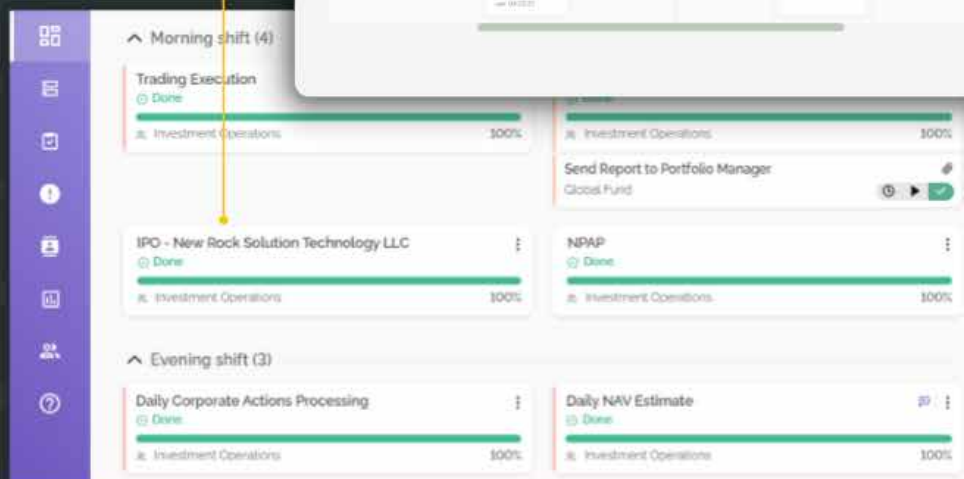 Morning shift (4)
Trading Execution
Done
Investment Operations 100%
Investment Operations 100%
Send Report to Portfolio Manager
Global Fund
IPO - New Rock Solution Technology LLC
Done
Investment Operations 100%
NPAP
Done
Investment Operations 100%
Evening shift (3)
Daily Corporate Actions Processing
Done
Investment Operations 100%
Daily NAV Estimate
Done
Investment Operations 100%